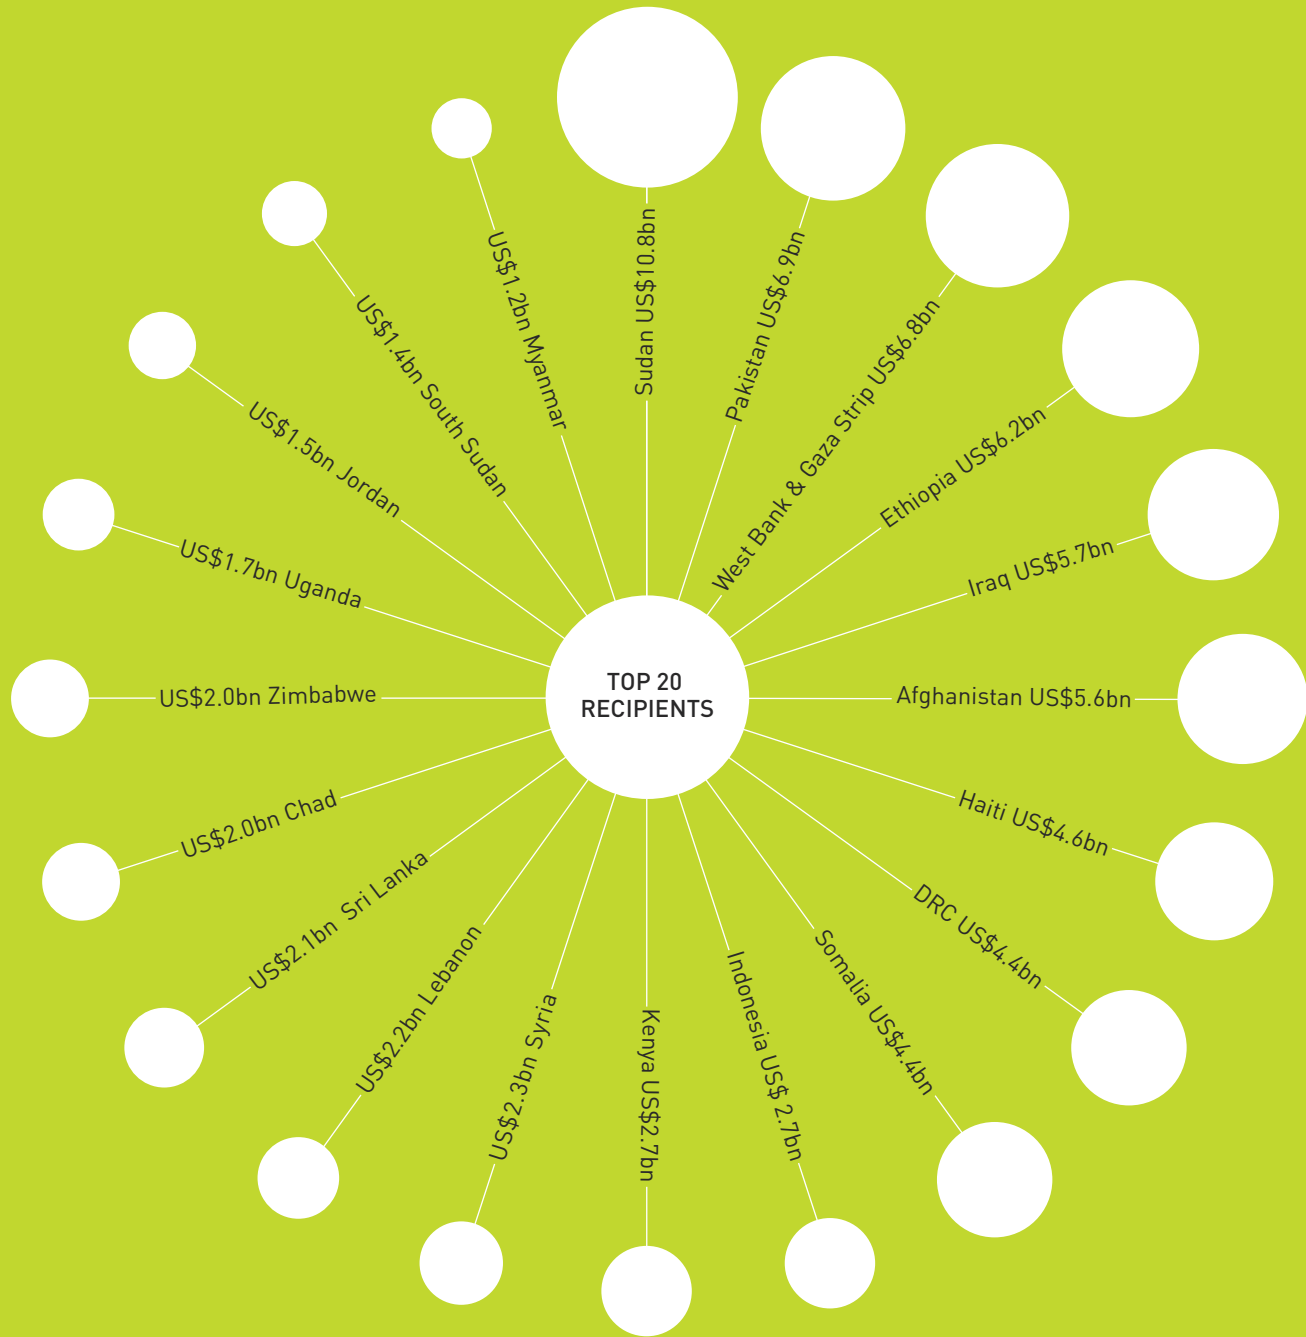 TOP 20
RECIPIENTS
Sudan US$10.8bn
Pakistan US$6.9bn
West Bank & Gaza Strip US$6.8bn
Ethiopia US$6.2bn
Iraq US$5.7bn
Afghanistan US$5.6bn
Haiti US$4.6bn
DRC US$4.4bn
Somalia US$4.4bn
Indonesia US$ 2.7bn
Kenya US$2.7bn
US$2.3bn Syria
US$2.2bn Lebanon
US$2.1bn Sri Lanka
US$2.0bn Chad
US$2.0bn Zimbabwe
US$1.7bn Uganda
US$1.5bn Jordan
US$1.4bn South Sudan
US$1.2bn Myanmar